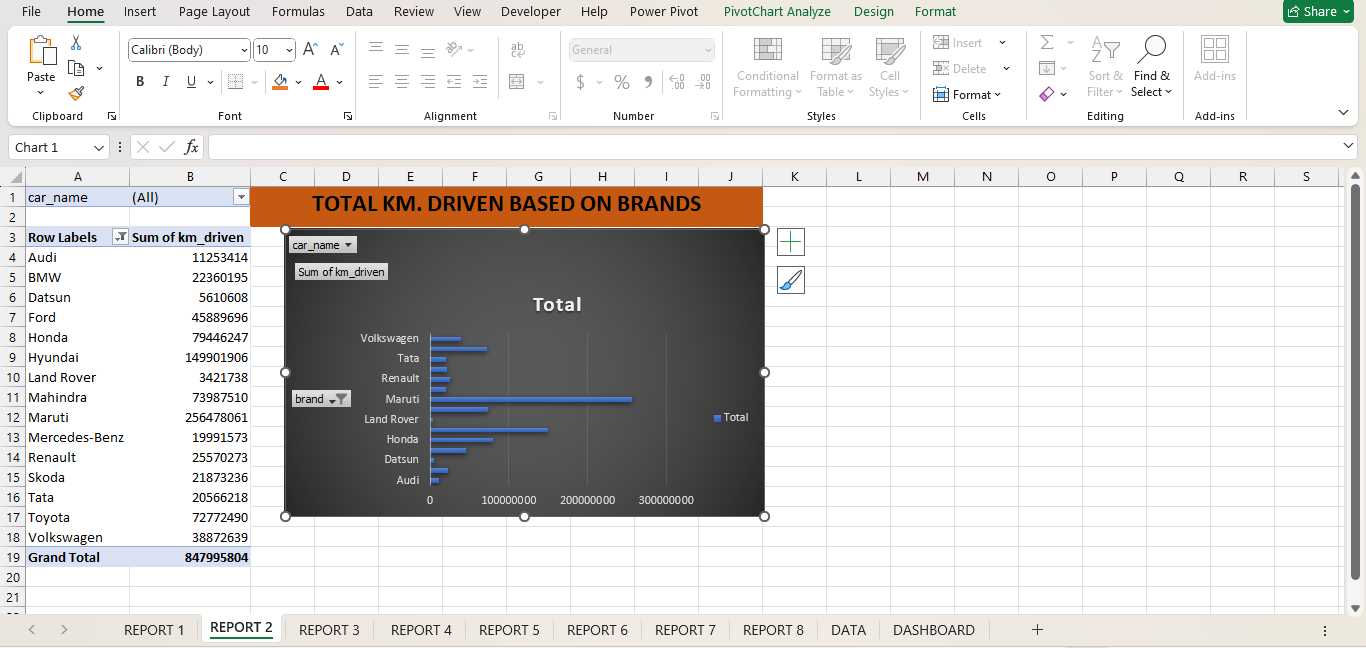 File Home Insert Page Layout Formulas Data Review View Developer Help Power Pivot PivotChart Analyze Design Format Share
Paste
Clipboard
Calibri (Body) 10
B I U A
Font
ab
Alignment
General
$ % 9
Number
Conditional Formatting
Format as Table
Cell Styles
Styles
Insert
Delete
Format
Cells
Sort & Filter
Find & Select
Editing
Add-ins
Add-ins
Chart 1 fx
A B C D E F G H I J K L M N O P Q R S
1 car_name (All)
TOTAL KM. DRIVEN BASED ON BRANDS
2
3 Row Labels Sum of km_driven
4 Audi 11253414
5 BMW 22360195
6 Datsun 5610608
7 Ford 45889696
8 Honda 79446247
9 Hyundai 149901906
10 Land Rover 3421738
11 Mahindra 73987510
12 Maruti 256478061
13 Mercedes-Benz 19991573
14 Renault 25570273
15 Skoda 21873236
16 Tata 20566218
17 Toyota 72772490
18 Volkswagen 38872639
19 Grand Total 847995804
20
21
car_name
Sum of km_driven
Total
Volkswagen
Tata
Renault
brand
Maruti
Land Rover
Total
Honda
Datsun
Audi
0 100000000 200000000 300000000
REPORT 1 REPORT 2 REPORT 3 REPORT 4 REPORT 5 REPORT 6 REPORT 7 REPORT 8 DATA DASHBOARD